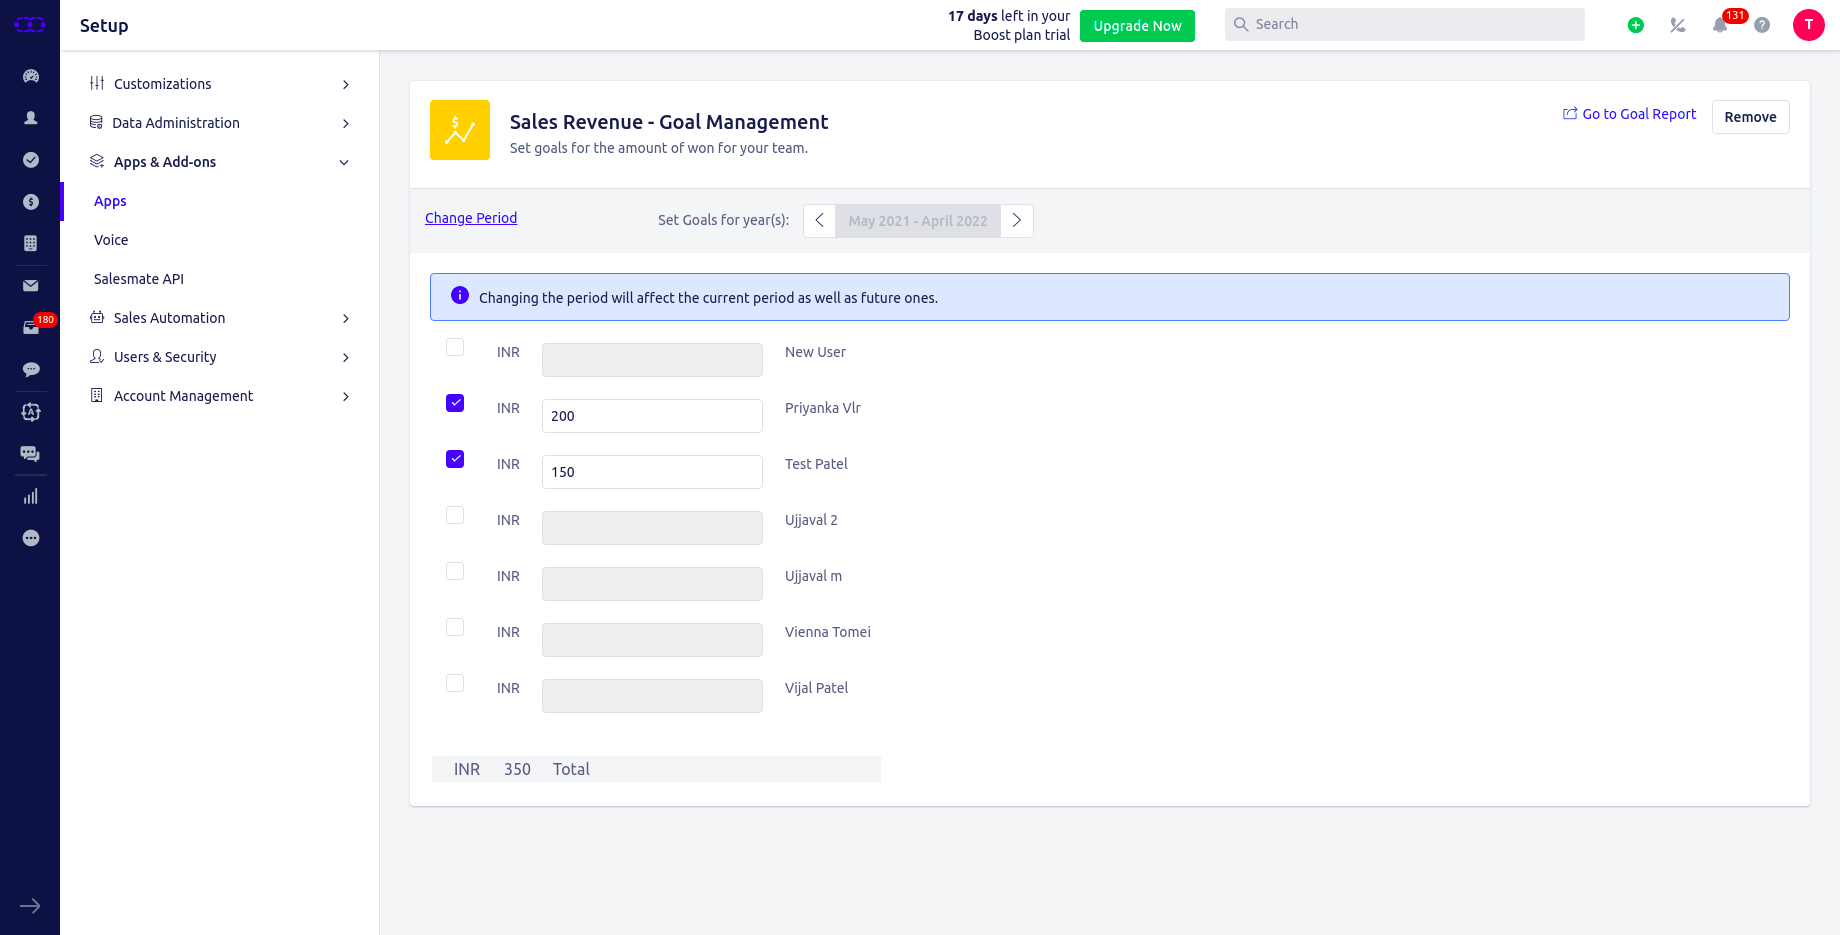 Setup
17 days left in your
Boost plan trial
Upgrade Now
Search
131
?
T
180
A
Customizations
Data Administration
Apps & Add-ons
Apps
Voice
Salesmate API
Sales Automation
Users & Security
Account Management
$
Sales Revenue - Goal Management
Set goals for the amount of won for your team.
Go to Goal Report
Remove
Change Period
Set Goals for year(s):
May 2021 - April 2022
Changing the period will affect the current period as well as future ones.
INR New User
INR 200 Priyanka Vlr
INR 150 Test Patel
INR Ujjaval 2
INR Ujjaval m
INR Vienna Tomei
INR Vijal Patel
INR 350 Total